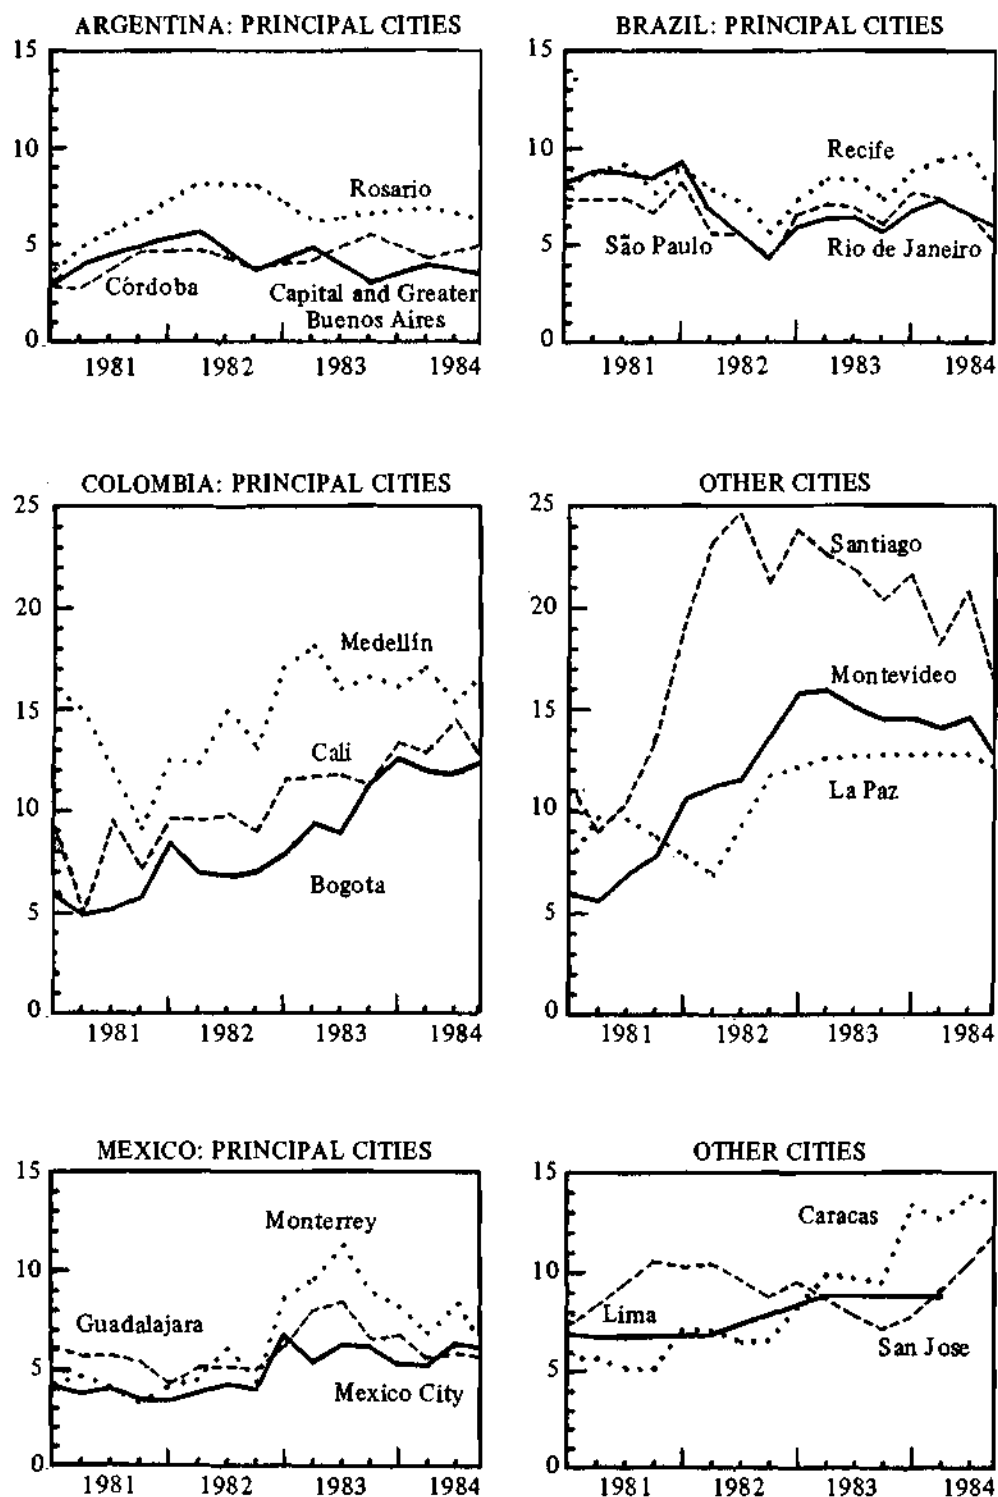 ARGENTINA: PRINCIPAL CITIES
15
10
5
0
Rosario
Córdoba
Capital and Greater
Buenos Aires
1981 1982 1983 1984
BRAZIL: PRINCIPAL CITIES
15
10
5
0
Recife
São Paulo
Rio de Janeiro
1981 1982 1983 1984
COLOMBIA: PRINCIPAL CITIES
25
20
15
10
5
0
Medellín
Cali
Bogota
1981 1982 1983 1984
OTHER CITIES
25
20
15
10
5
0
Santiago
Montevideo
La Paz
1981 1982 1983 1984
MEXICO: PRINCIPAL CITIES
15
10
5
0
Monterrey
Guadalajara
Mexico City
1981 1982 1983 1984
OTHER CITIES
15
10
5
0
Caracas
Lima
San Jose
1981 1982 1983 1984